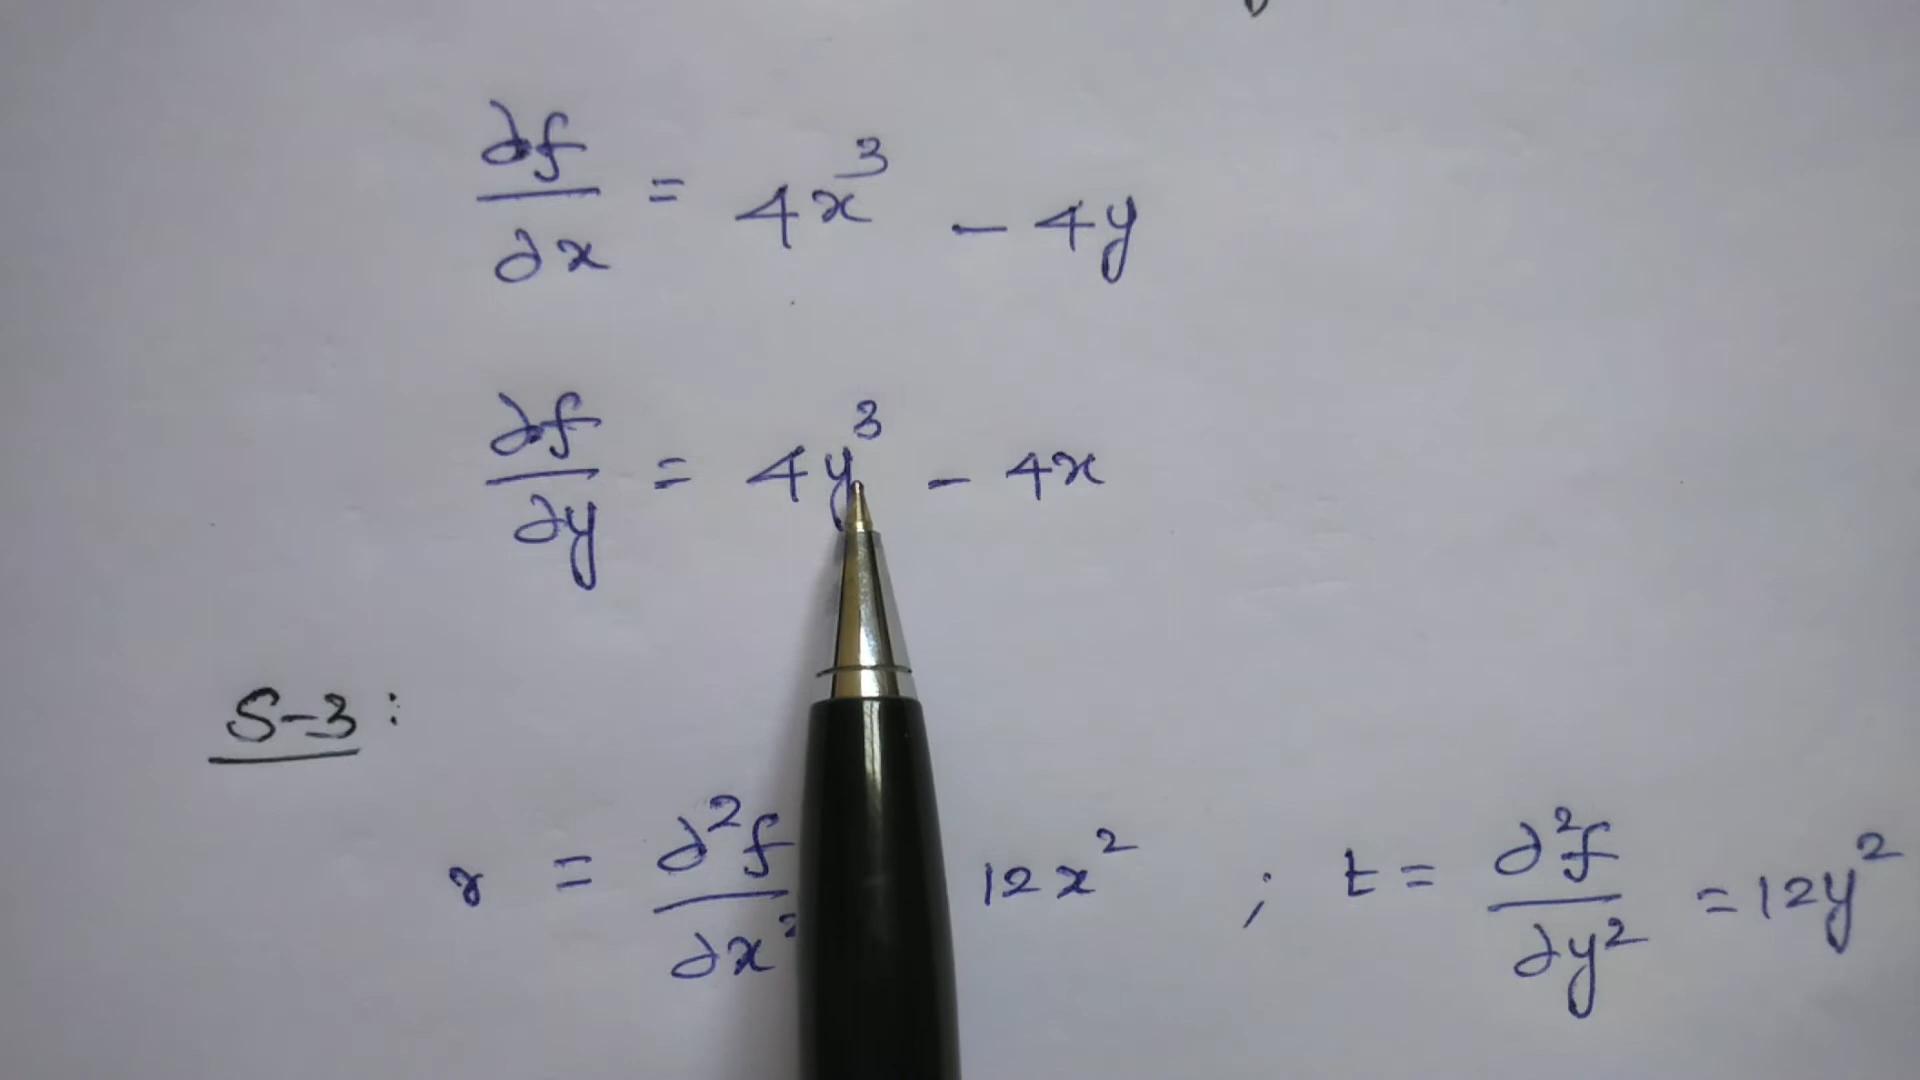 ∂f/∂x = 4x³ - 4y
∂f/∂y = 4y³ - 4x
S-3:
r = ∂²f/∂x² 12x² ; t = ∂²f/∂y² = 12y²